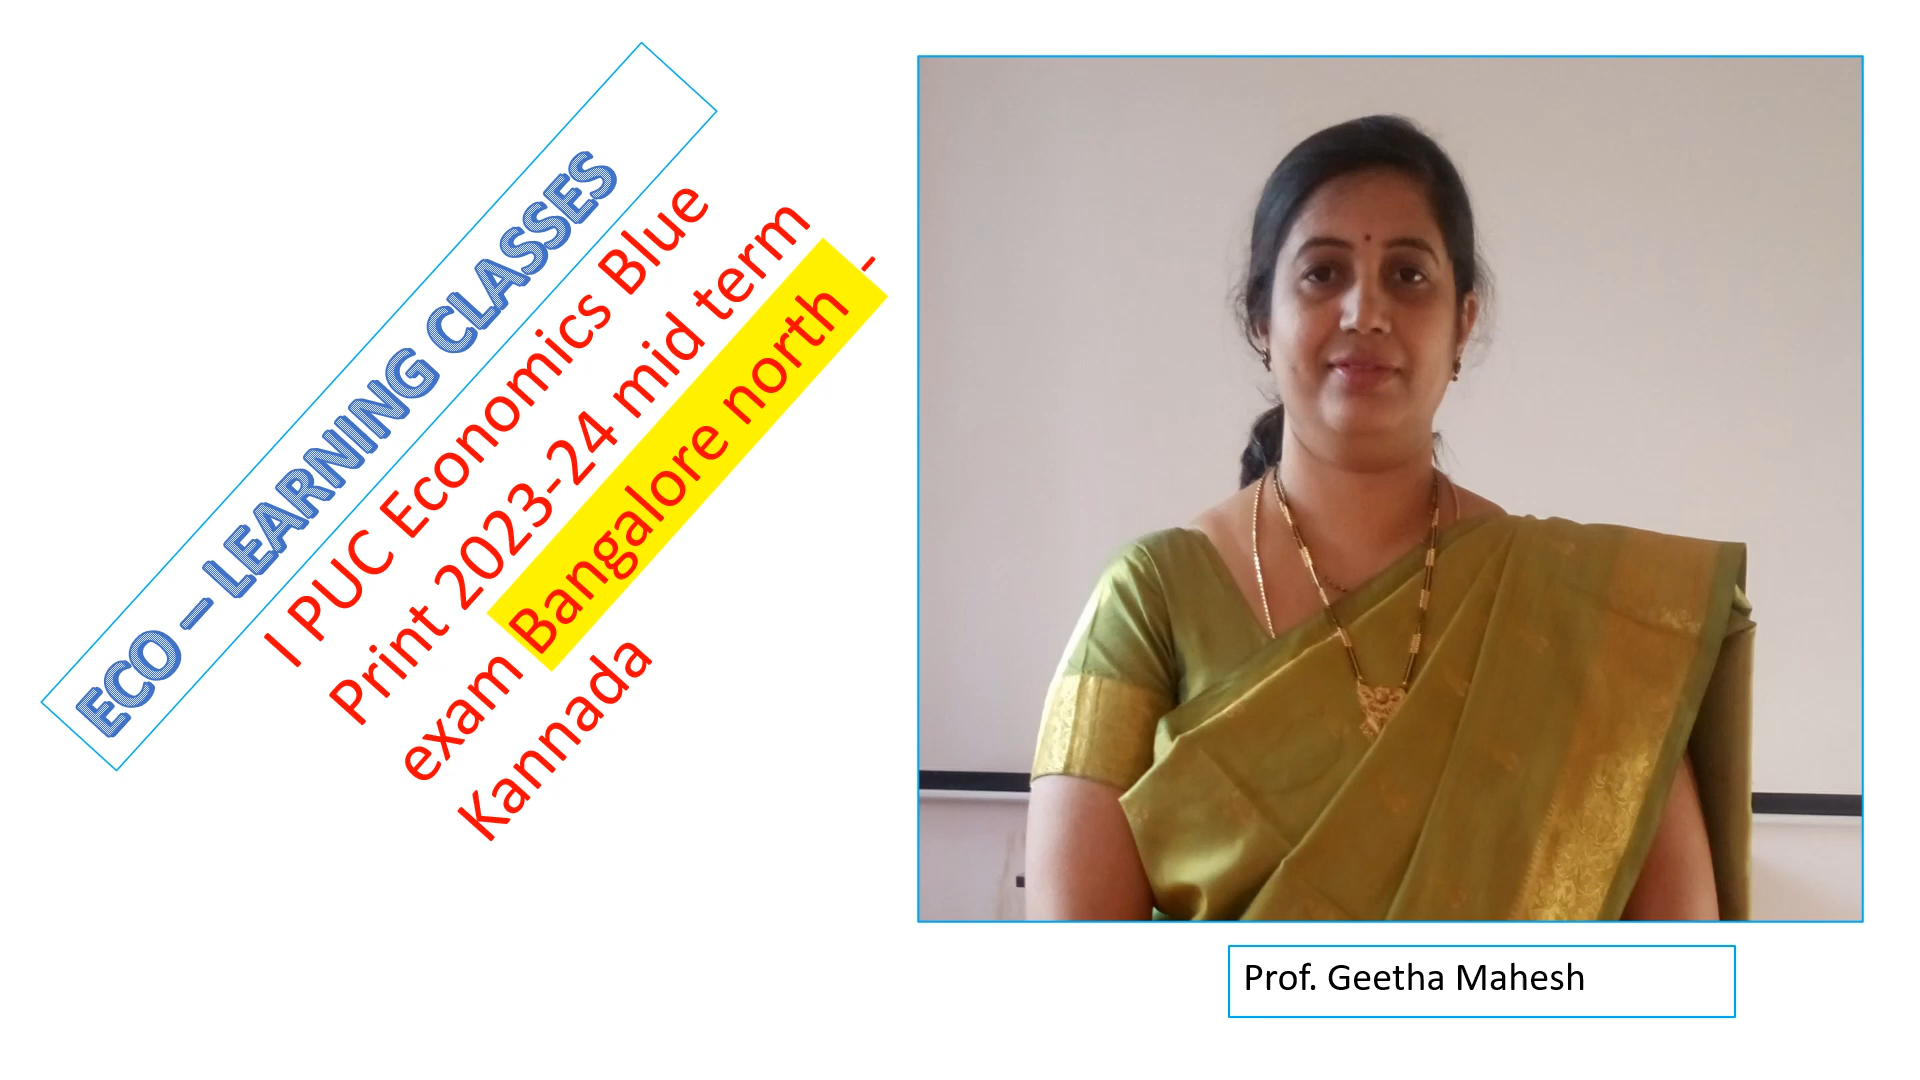 ECO – LEARNING CLASSES
I PUC Economics Blue
Print 2023-24 mid term
exam Bangalore north -
Kannada
Prof. Geetha Mahesh